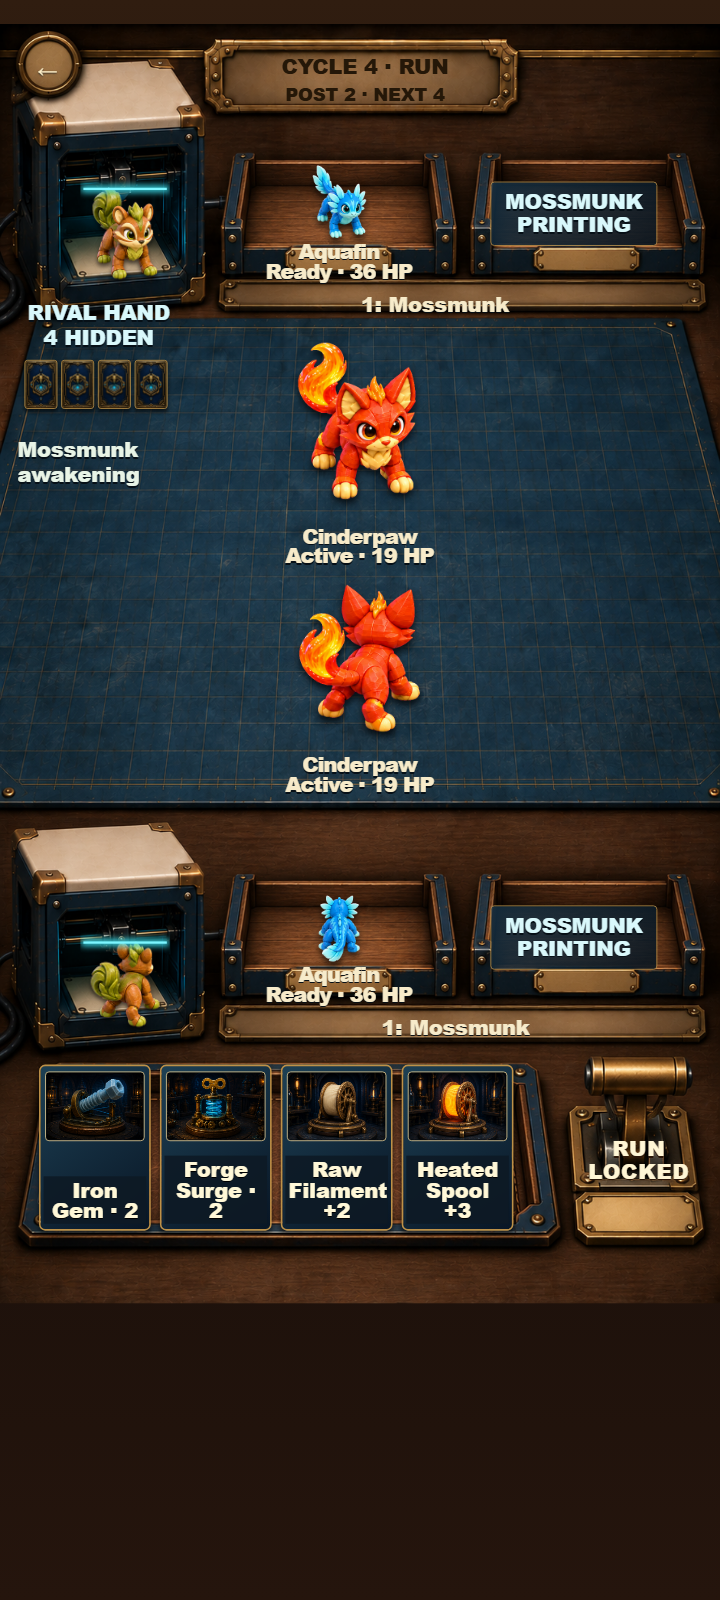 ←
CYCLE 4 · RUN
POST 2 · NEXT 4
MOSSMUNK
PRINTING
Aquafin
Ready · 36 HP
1: Mossmunk
RIVAL HAND
4 HIDDEN
Mossmunk
awakening
Cinderpaw
Active · 19 HP
Cinderpaw
Active · 19 HP
MOSSMUNK
PRINTING
Aquafin
Ready · 36 HP
1: Mossmunk
Iron
Gem · 2
Forge
Surge ·
2
Raw
Filament
+2
Heated
Spool
+3
RUN
LOCKED